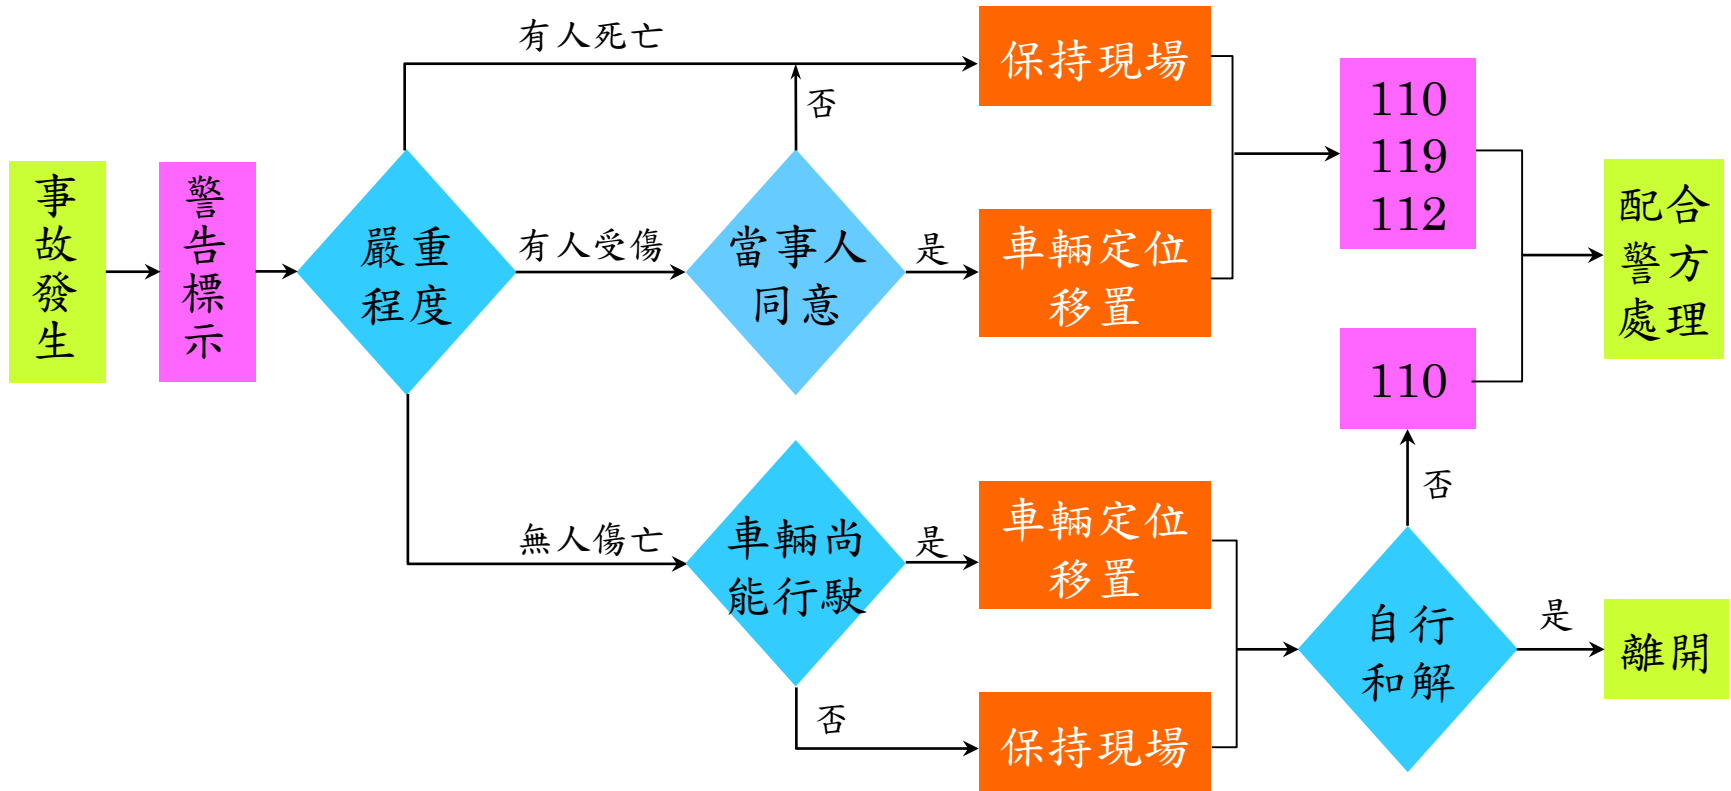 事
故
發
生
警
告
標
示
嚴重
程度
有人死亡
有人受傷
無人傷亡
當事人
同意
否
是
車輛尚
能行駛
是
否
保持現場
車輛定位
移置
車輛定位
移置
保持現場
110
119
112
110
否
自行
和解
是
配合
警方
處理
離開